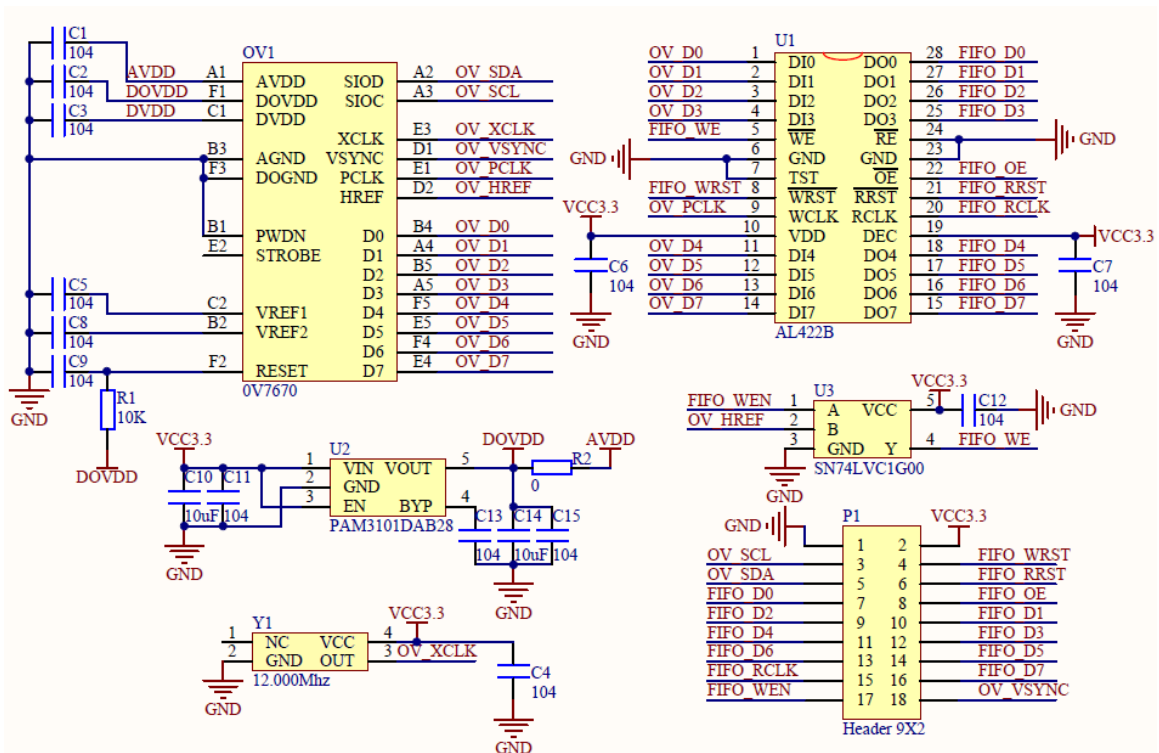 C1
104
C2
104
C3
104
AVDD
DOVDD
DVDD
A1
F1
C1
B3
F3
B1
E2
C5
104
C8
104
C9
104
C2
B2
F2
R1
10K
DOVDD
GND
OV1
AVDD SIOD
DOVDD SIOC
DVDD
XCLK
AGND VSYNC
DOGND PCLK
HREF
PWDN D0
STROBE D1
D2
D3
VREF1 D4
VREF2 D5
D6
RESET D7
0V7670
A2 OV_SDA
A3 OV_SCL
E3 OV_XCLK
D1 OV_VSYNC
E1 OV_PCLK
D2 OV_HREF
B4 OV_D0
A4 OV_D1
B5 OV_D2
A5 OV_D3
F5 OV_D4
E5 OV_D5
F4 OV_D6
E4 OV_D7
U1
OV_D0 1 DI0 DO0 28 FIFO_D0
OV_D1 2 DI1 DO1 27 FIFO_D1
OV_D2 3 DI2 DO2 26 FIFO_D2
OV_D3 4 DI3 DO3 25 FIFO_D3
FIFO_WE 5 WE RE 24
GND 6 GND GND 23 GND
7 TST OE 22 FIFO_OE
FIFO_WRST 8 WRST RRST 21 FIFO_RRST
OV_PCLK 9 WCLK RCLK 20 FIFO_RCLK
VCC3.3 10 VDD DEC 19 VCC3.3
OV_D4 11 DI4 DO4 18 FIFO_D4
OV_D5 12 DI5 DO5 17 FIFO_D5
OV_D6 13 DI6 DO6 16 FIFO_D6
OV_D7 14 DI7 DO7 15 FIFO_D7
AL422B
C6
104
GND
C7
104
GND
VCC3.3
U2
1 VIN VOUT 5
2 GND
3 EN BYP 4
PAM3101DAB28
C10
10uF
C11
104
GND
DOVDD
R2
0
AVDD
C13
104
C14
10uF
C15
104
GND
U3
FIFO_WEN 1 A VCC 5
OV_HREF 2 B
3 GND Y 4 FIFO_WE
SN74LVC1G00
VCC3.3
C12
104
GND
GND
Y1
1 NC VCC 4
2 GND OUT 3 OV_XCLK
12.000Mhz
VCC3.3
GND
C4
104
GND
P1
GND 1 2 VCC3.3
OV_SCL 3 4 FIFO_WRST
OV_SDA 5 6 FIFO_RRST
FIFO_D0 7 8 FIFO_OE
FIFO_D2 9 10 FIFO_D1
FIFO_D4 11 12 FIFO_D3
FIFO_D6 13 14 FIFO_D5
FIFO_RCLK 15 16 FIFO_D7
FIFO_WEN 17 18 OV_VSYNC
Header 9X2